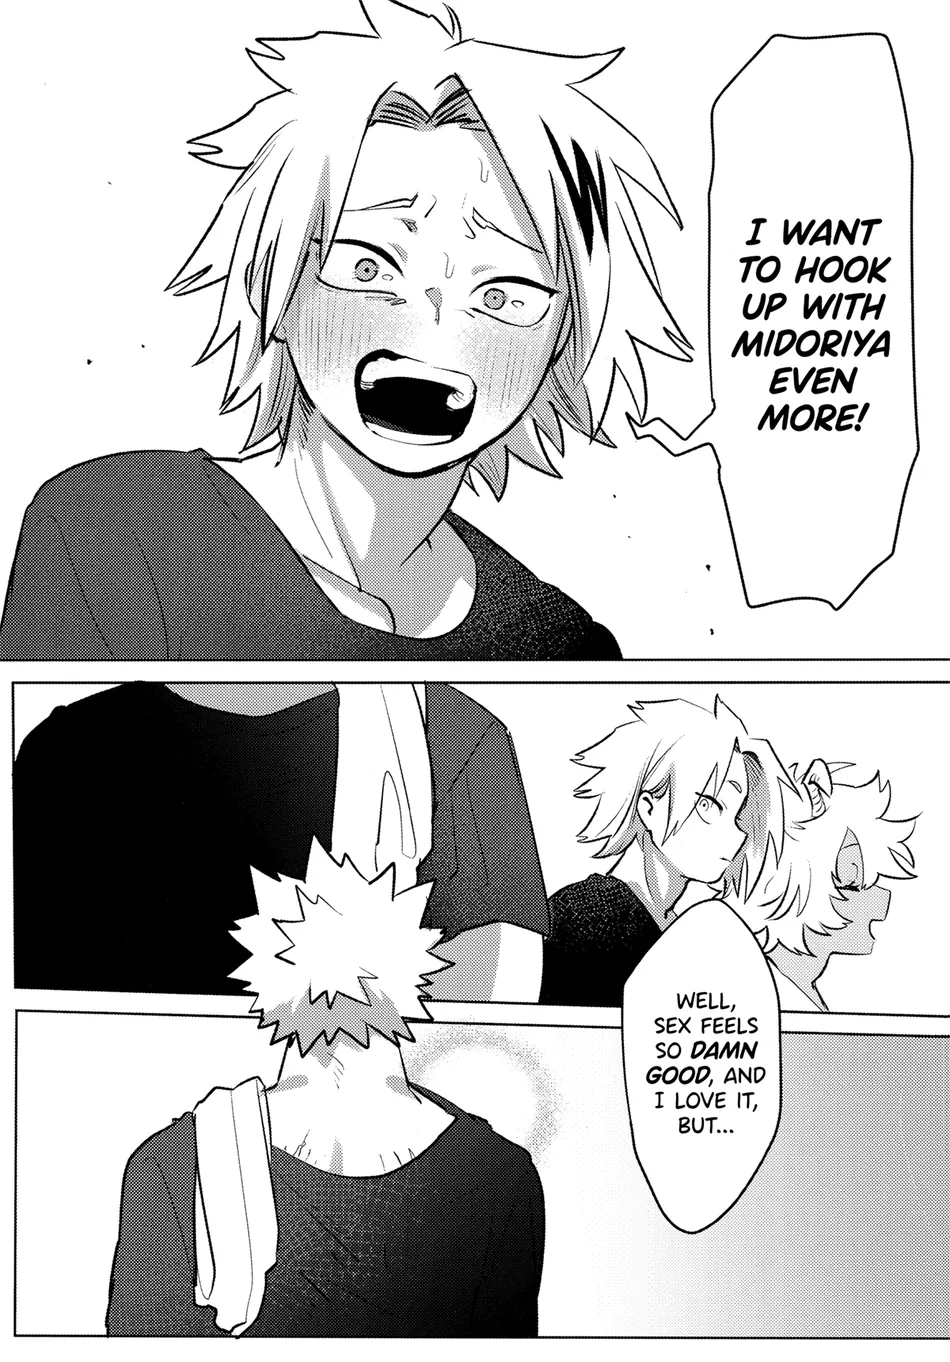 I WANT
TO HOOK
UP WITH
MIDORIYA
EVEN
MORE!
WELL,
SEX FEELS
SO DAMN
GOOD, AND
I LOVE IT,
BUT...